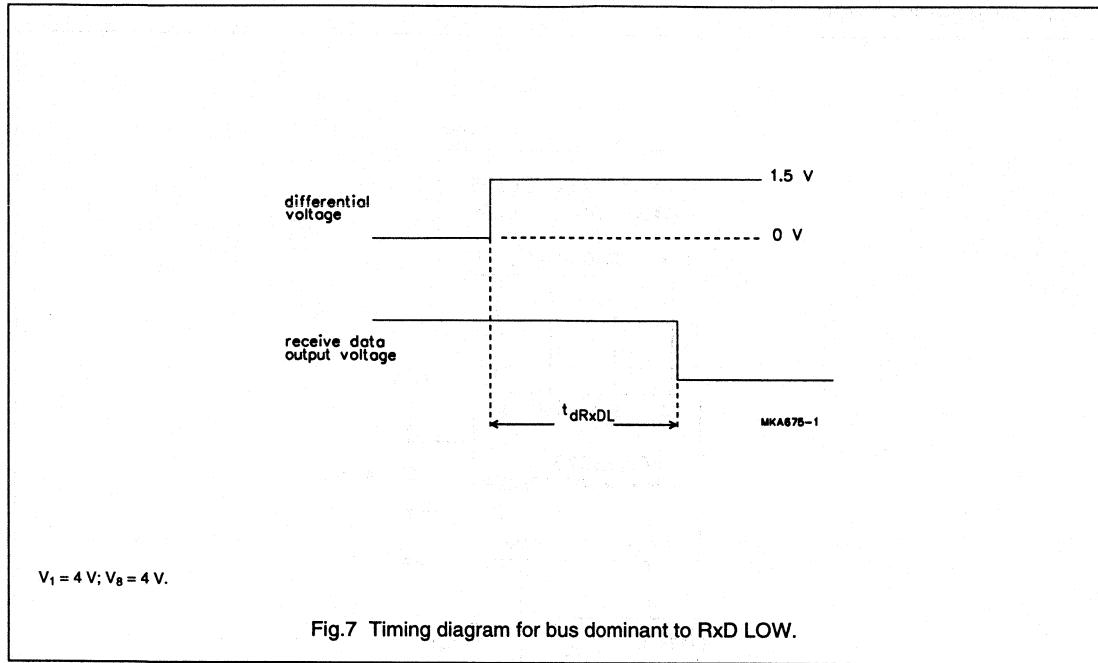 1.5 V
differential
voltage
0 V
receive data
output voltage
tdRxDL
MKA675-1
V1 = 4 V; V8 = 4 V.
Fig.7 Timing diagram for bus dominant to RxD LOW.